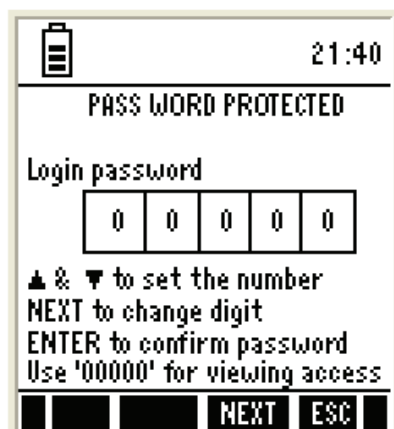 21:40
PASS WORD PROTECTED
Login password
0 0 0 0 0
▲ & ▼ to set the number
NEXT to change digit
ENTER to confirm password
Use '00000' for viewing access
NEXT ESC